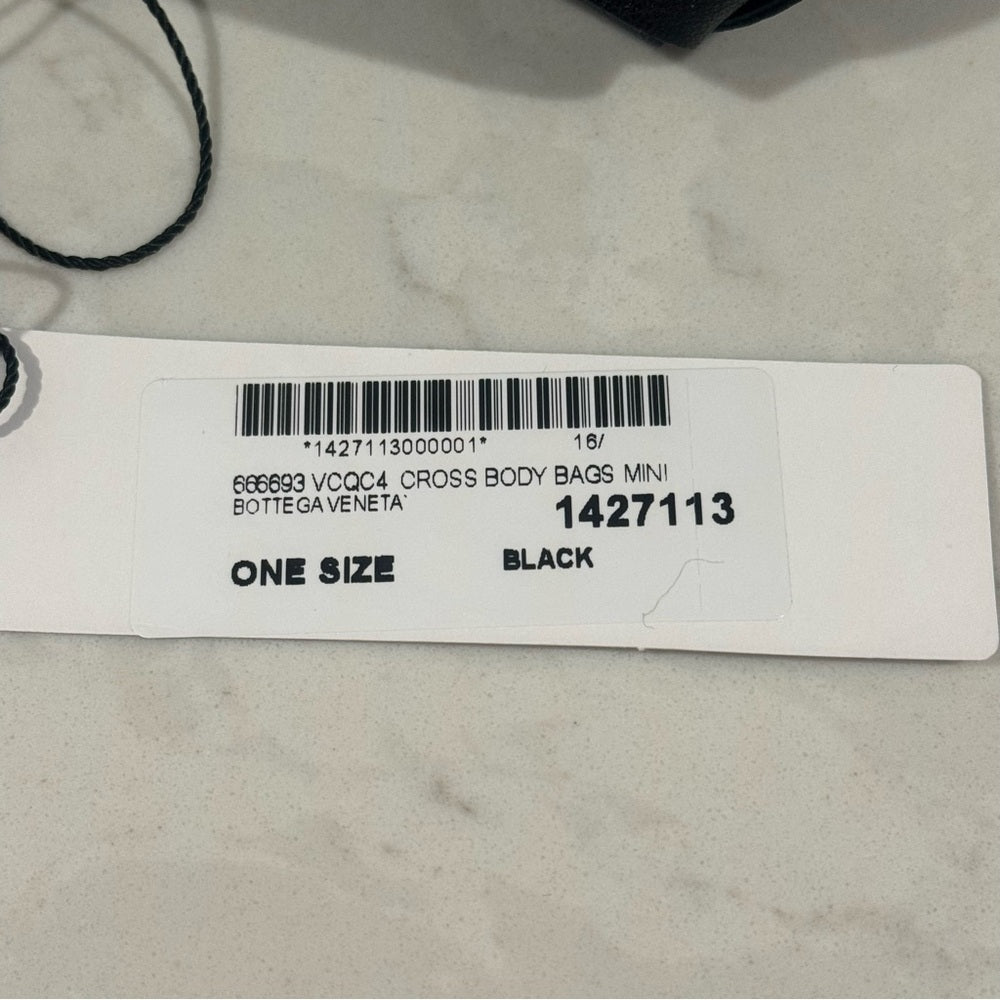 *1427113000001* 16/
666693 VCQC4 CROSS BODY BAGS MINI
BOTTEGA VENETA`
1427113
ONE SIZE BLACK